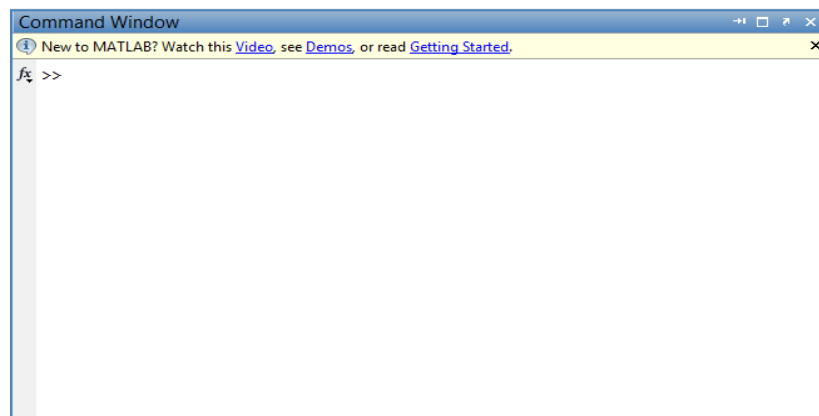 Command Window
New to MATLAB? Watch this Video, see Demos, or read Getting Started.
fx >>